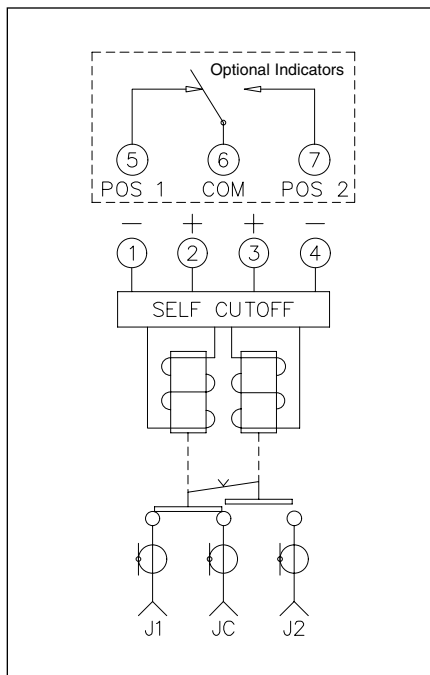 Optional Indicators
5 6 7
POS 1 COM POS 2
− + + −
1 2 3 4
SELF CUTOFF
J1 JC J2